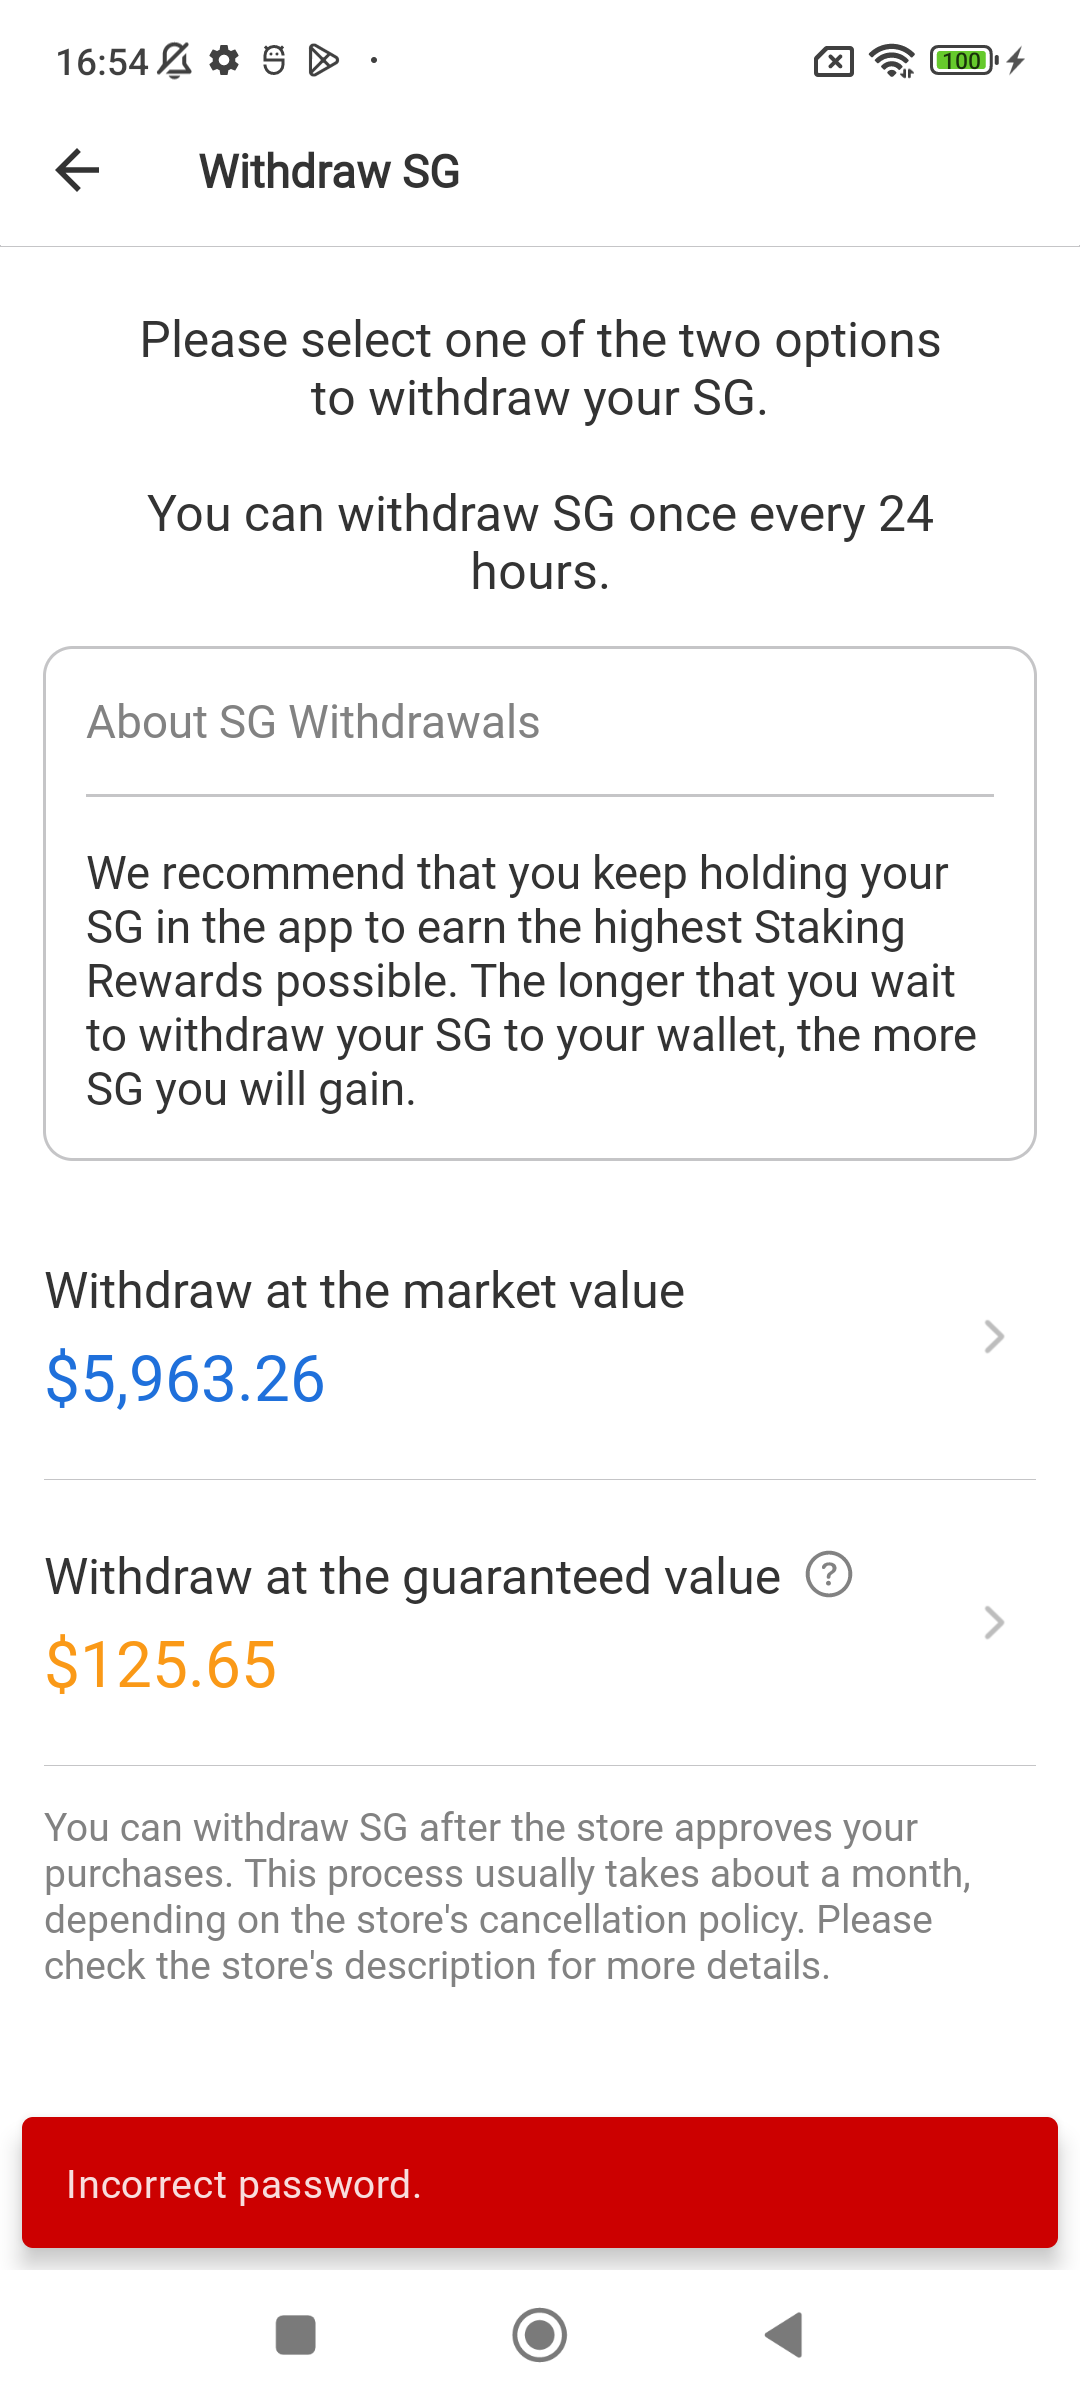 16:54
100
Withdraw SG
Please select one of the two options
to withdraw your SG.
You can withdraw SG once every 24
hours.
About SG Withdrawals
We recommend that you keep holding your
SG in the app to earn the highest Staking
Rewards possible. The longer that you wait
to withdraw your SG to your wallet, the more
SG you will gain.
Withdraw at the market value
$5,963.26
Withdraw at the guaranteed value ?
$125.65
You can withdraw SG after the store approves your
purchases. This process usually takes about a month,
depending on the store's cancellation policy. Please
check the store's description for more details.
Incorrect password.